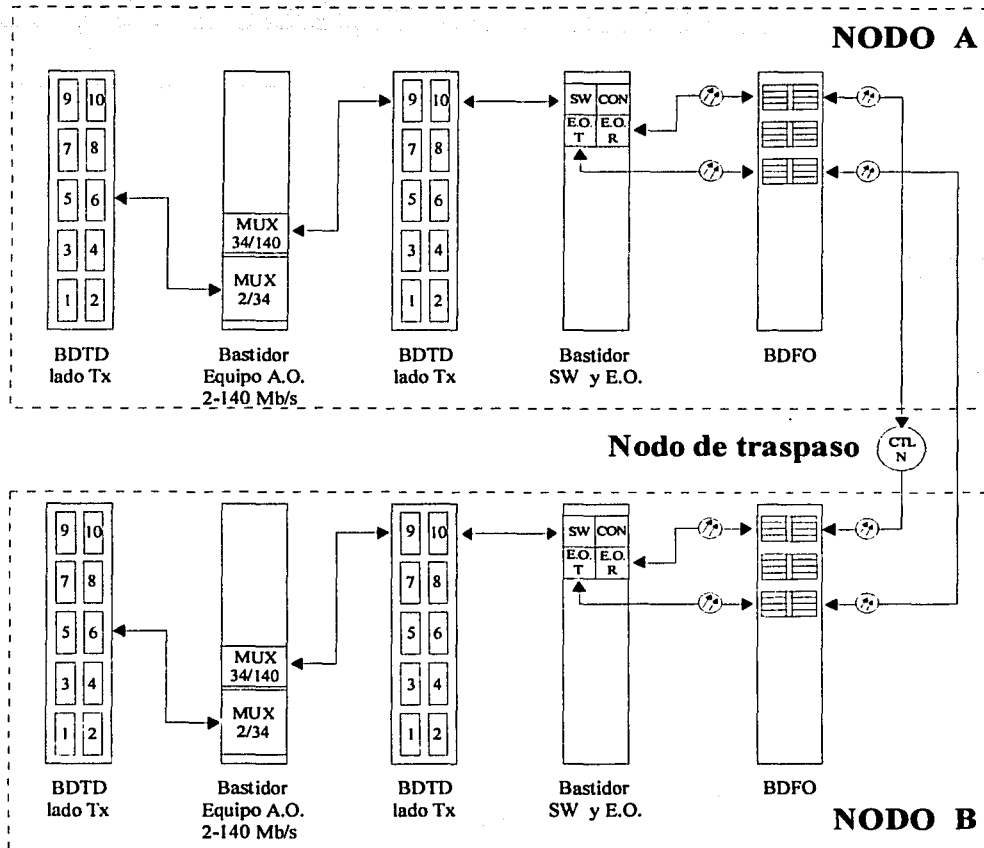 NODO A
9 10
7 8
5 6
3 4
1 2
BDTD
lado Tx
MUX
34/140
MUX
2/34
Bastidor
Equipo A.O.
2-140 Mb/s
9 10
7 8
5 6
3 4
1 2
BDTD
lado Tx
SW CON
E.O. E.O.
T R
Bastidor
SW y E.O.
BDFO
Nodo de traspaso
CTL
N
9 10
7 8
5 6
3 4
1 2
BDTD
lado Tx
MUX
34/140
MUX
2/34
Bastidor
Equipo A.O.
2-140 Mb/s
9 10
7 8
5 6
3 4
1 2
BDTD
lado Tx
SW CON
E.O. E.O.
T R
Bastidor
SW y E.O.
BDFO
NODO B